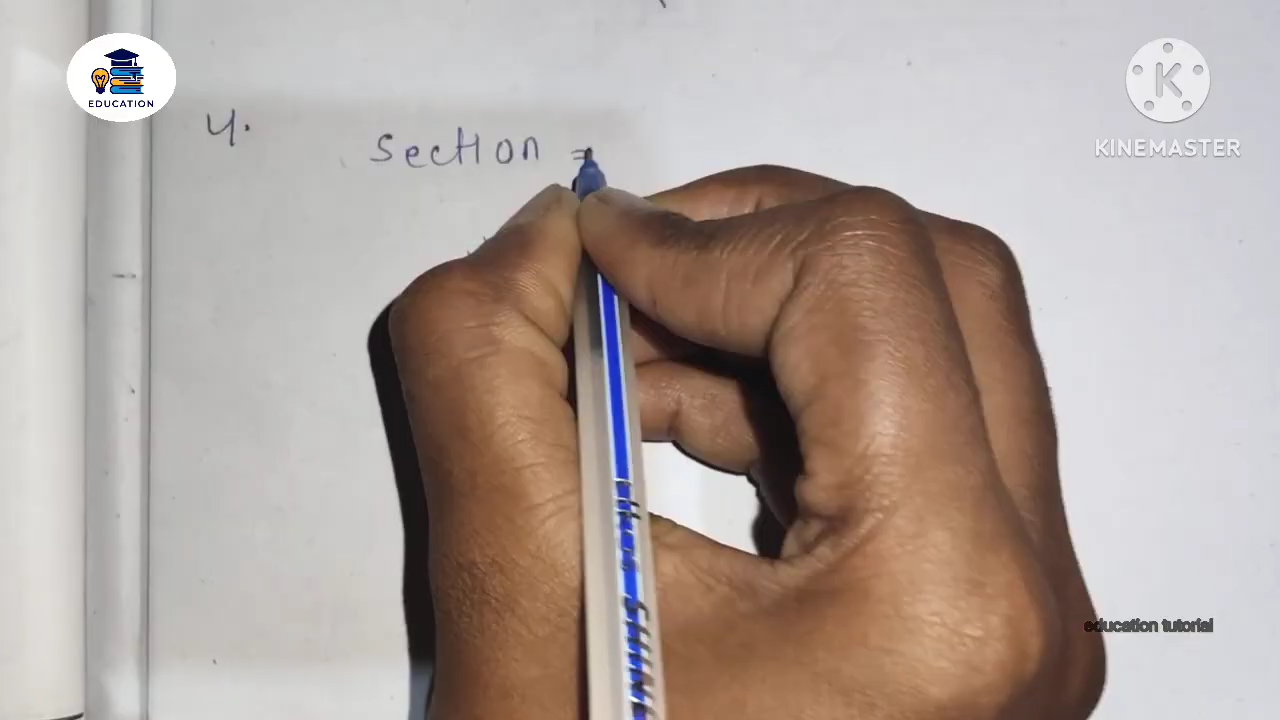 EDUCATION
KINEMASTER
4.
Section =
education tutorial